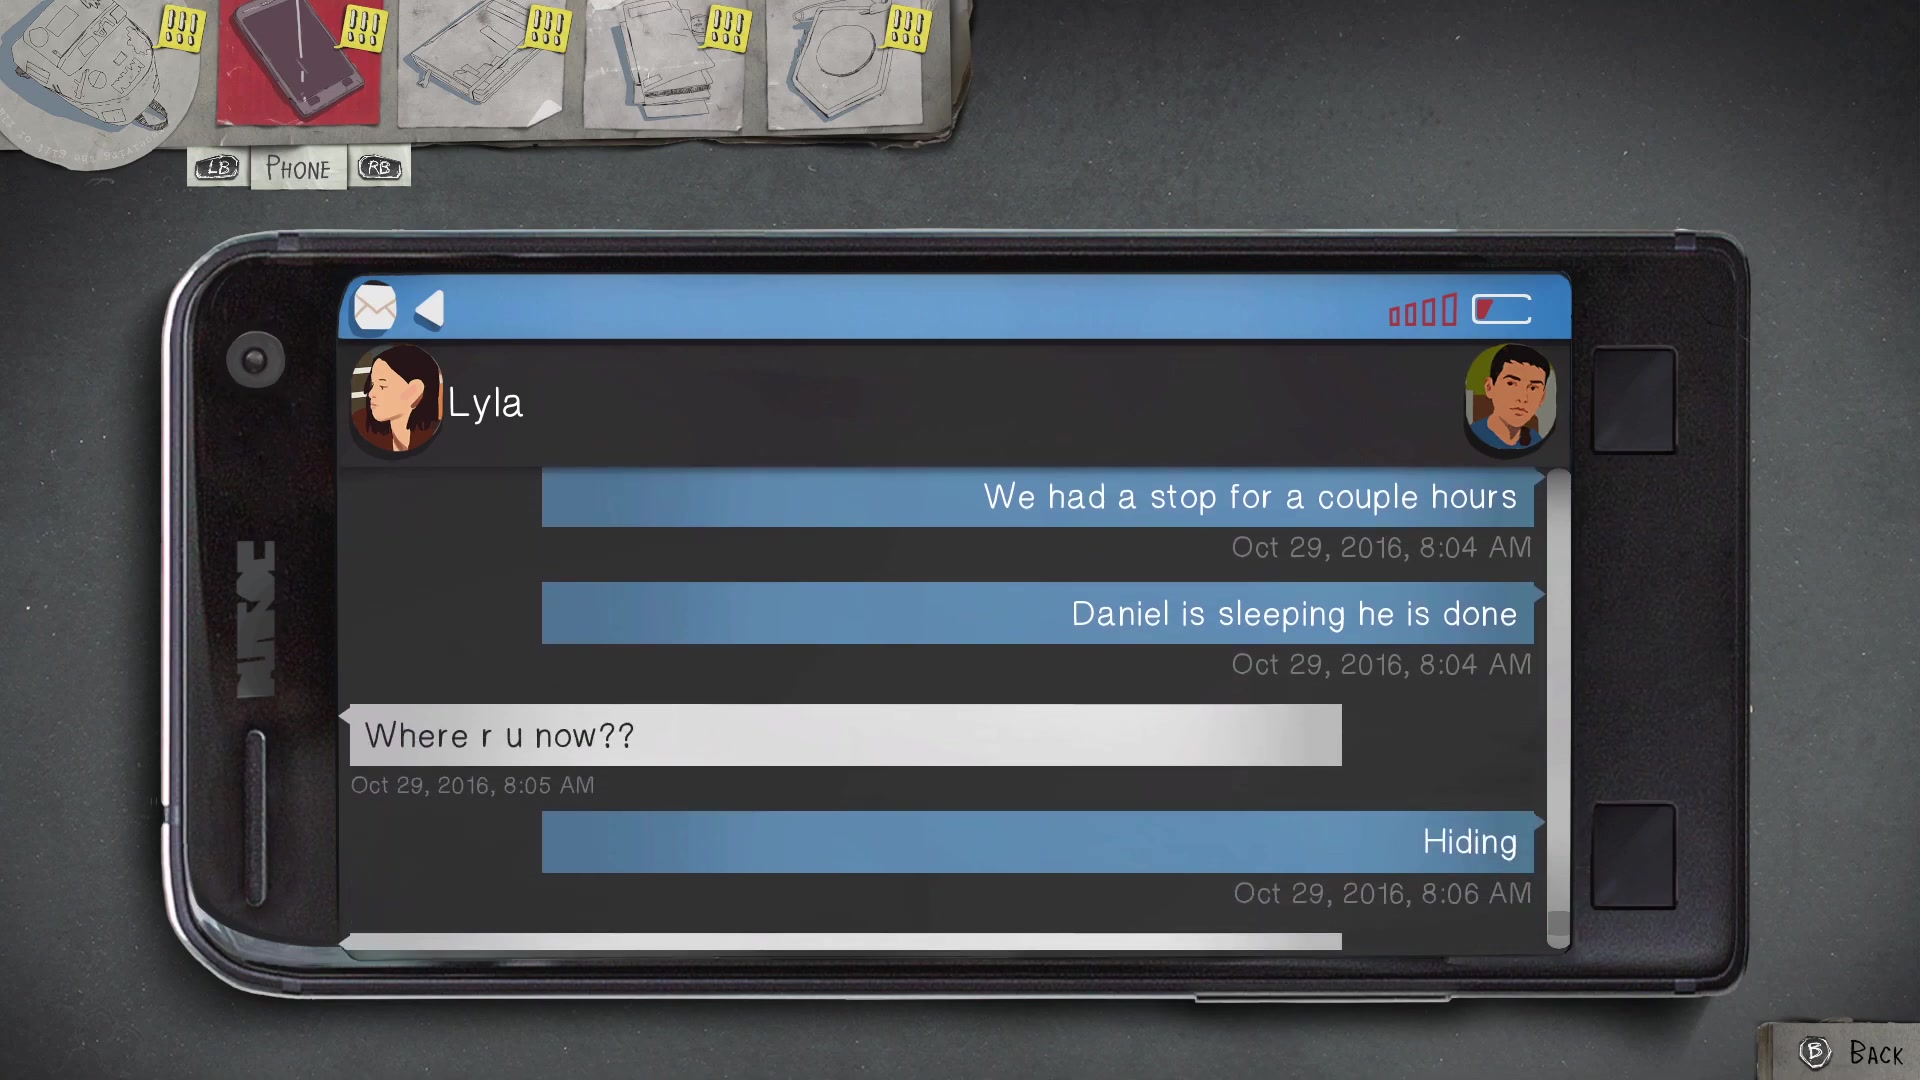 LB PHONE RB
Lyla
We had a stop for a couple hours
Oct 29, 2016, 8:04 AM
Daniel is sleeping he is done
Oct 29, 2016, 8:04 AM
Where r u now??
Oct 29, 2016, 8:05 AM
Hiding
Oct 29, 2016, 8:06 AM
B BACK